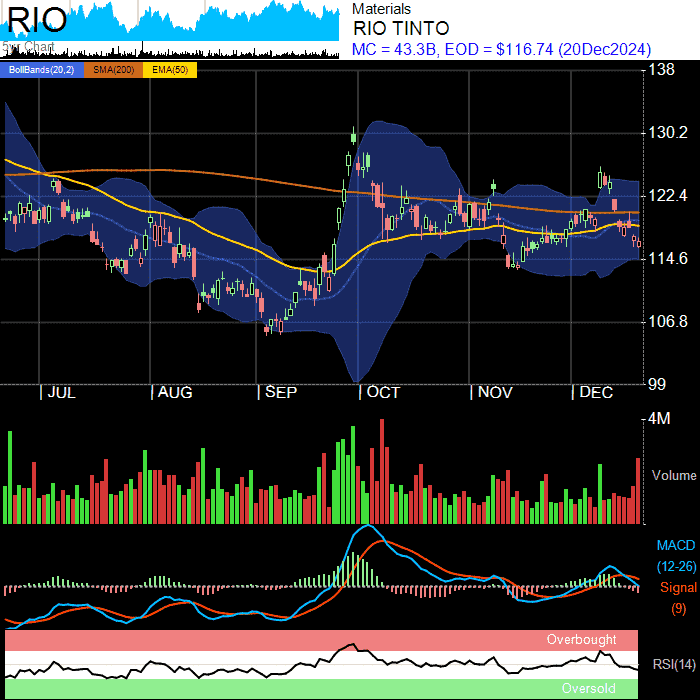 RIO
5yr Chart
Materials
RIO TINTO
MC = 43.3B, EOD = $116.74 (20Dec2024)
BollBands(20,2) SMA(200) EMA(50)
138
130.2
122.4
114.6
106.8
99
| JUL | AUG | SEP | OCT | NOV | DEC
4M
Volume
MACD
(12-26)
Signal
(9)
Overbought
RSI(14)
Oversold